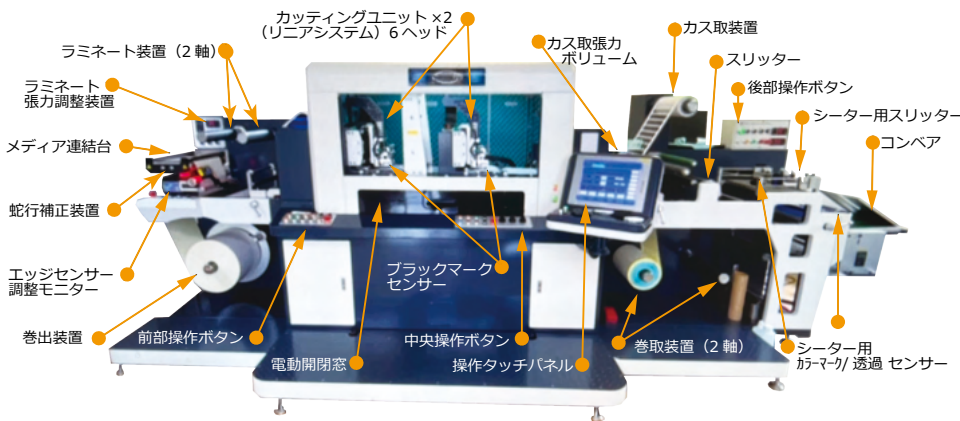 カッティングユニット ×2
（リニアシステム）6 ヘッド
ラミネート装置（2 軸）
ラミネート
張力調整装置
メディア連結台
蛇行補正装置
エッジセンサー
調整モニター
巻出装置
前部操作ボタン
電動開閉窓
ブラックマーク
センサー
中央操作ボタン
操作タッチパネル
カス取張力
ボリューム
カス取装置
スリッター
後部操作ボタン
シーター用スリッター
コンベア
巻取装置（2 軸）
シーター用
ｶﾗｰﾏｰｸ/ 透過 センサー